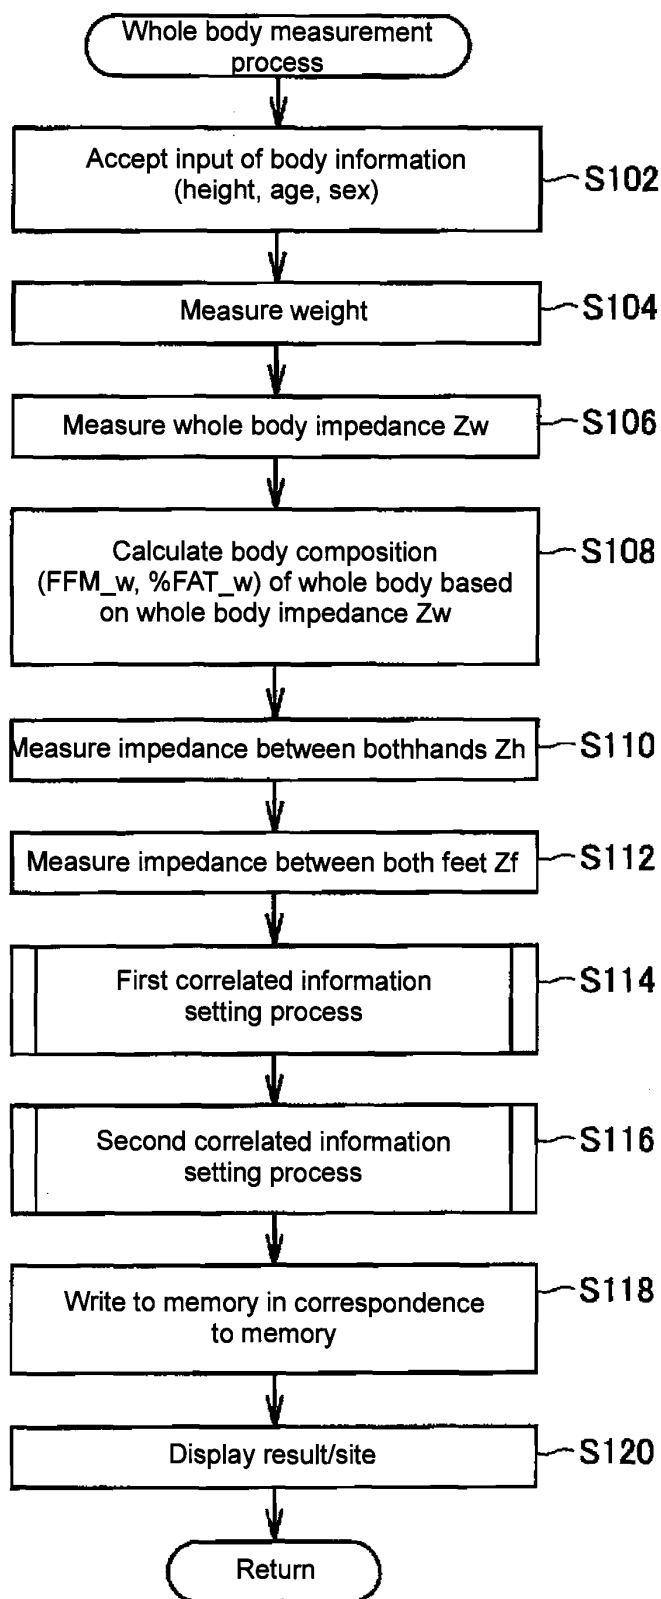 Whole body measurement
process
Accept input of body information
(height, age, sex)
S102
Measure weight
S104
Measure whole body impedance Zw
S106
Calculate body composition
(FFM_w, %FAT_w) of whole body based
on whole body impedance Zw
S108
Measure impedance between bothhands Zh
S110
Measure impedance between both feet Zf
S112
First correlated information
setting process
S114
Second correlated information
setting process
S116
Write to memory in correspondence
to memory
S118
Display result/site
S120
Return